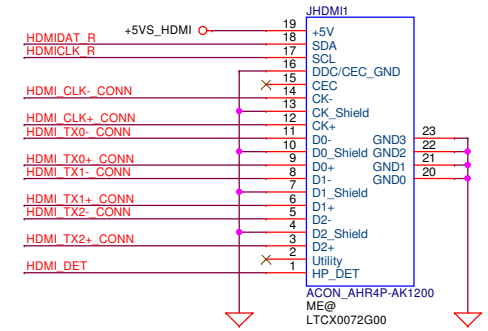 JHDMI1
+5VS_HDMI 19 +5V
HDMIDAT_R 18 SDA
HDMICLK_R 17 SCL
16 DDC/CEC_GND
15 CEC
HDMI_CLK-_CONN 14 CK-
13 CK_Shield
HDMI_CLK+_CONN 12 CK+
HDMI_TX0-_CONN 11 D0- GND3 23
10 D0_Shield GND2 22
HDMI_TX0+_CONN 9 D0+ GND1 21
HDMI_TX1-_CONN 8 D1- GND0 20
7 D1_Shield
HDMI_TX1+_CONN 6 D1+
HDMI_TX2-_CONN 5 D2-
4 D2_Shield
HDMI_TX2+_CONN 3 D2+
2 Utility
HDMI_DET 1 HP_DET
ACON_AHR4P-AK1200
ME@
LTCX0072G00